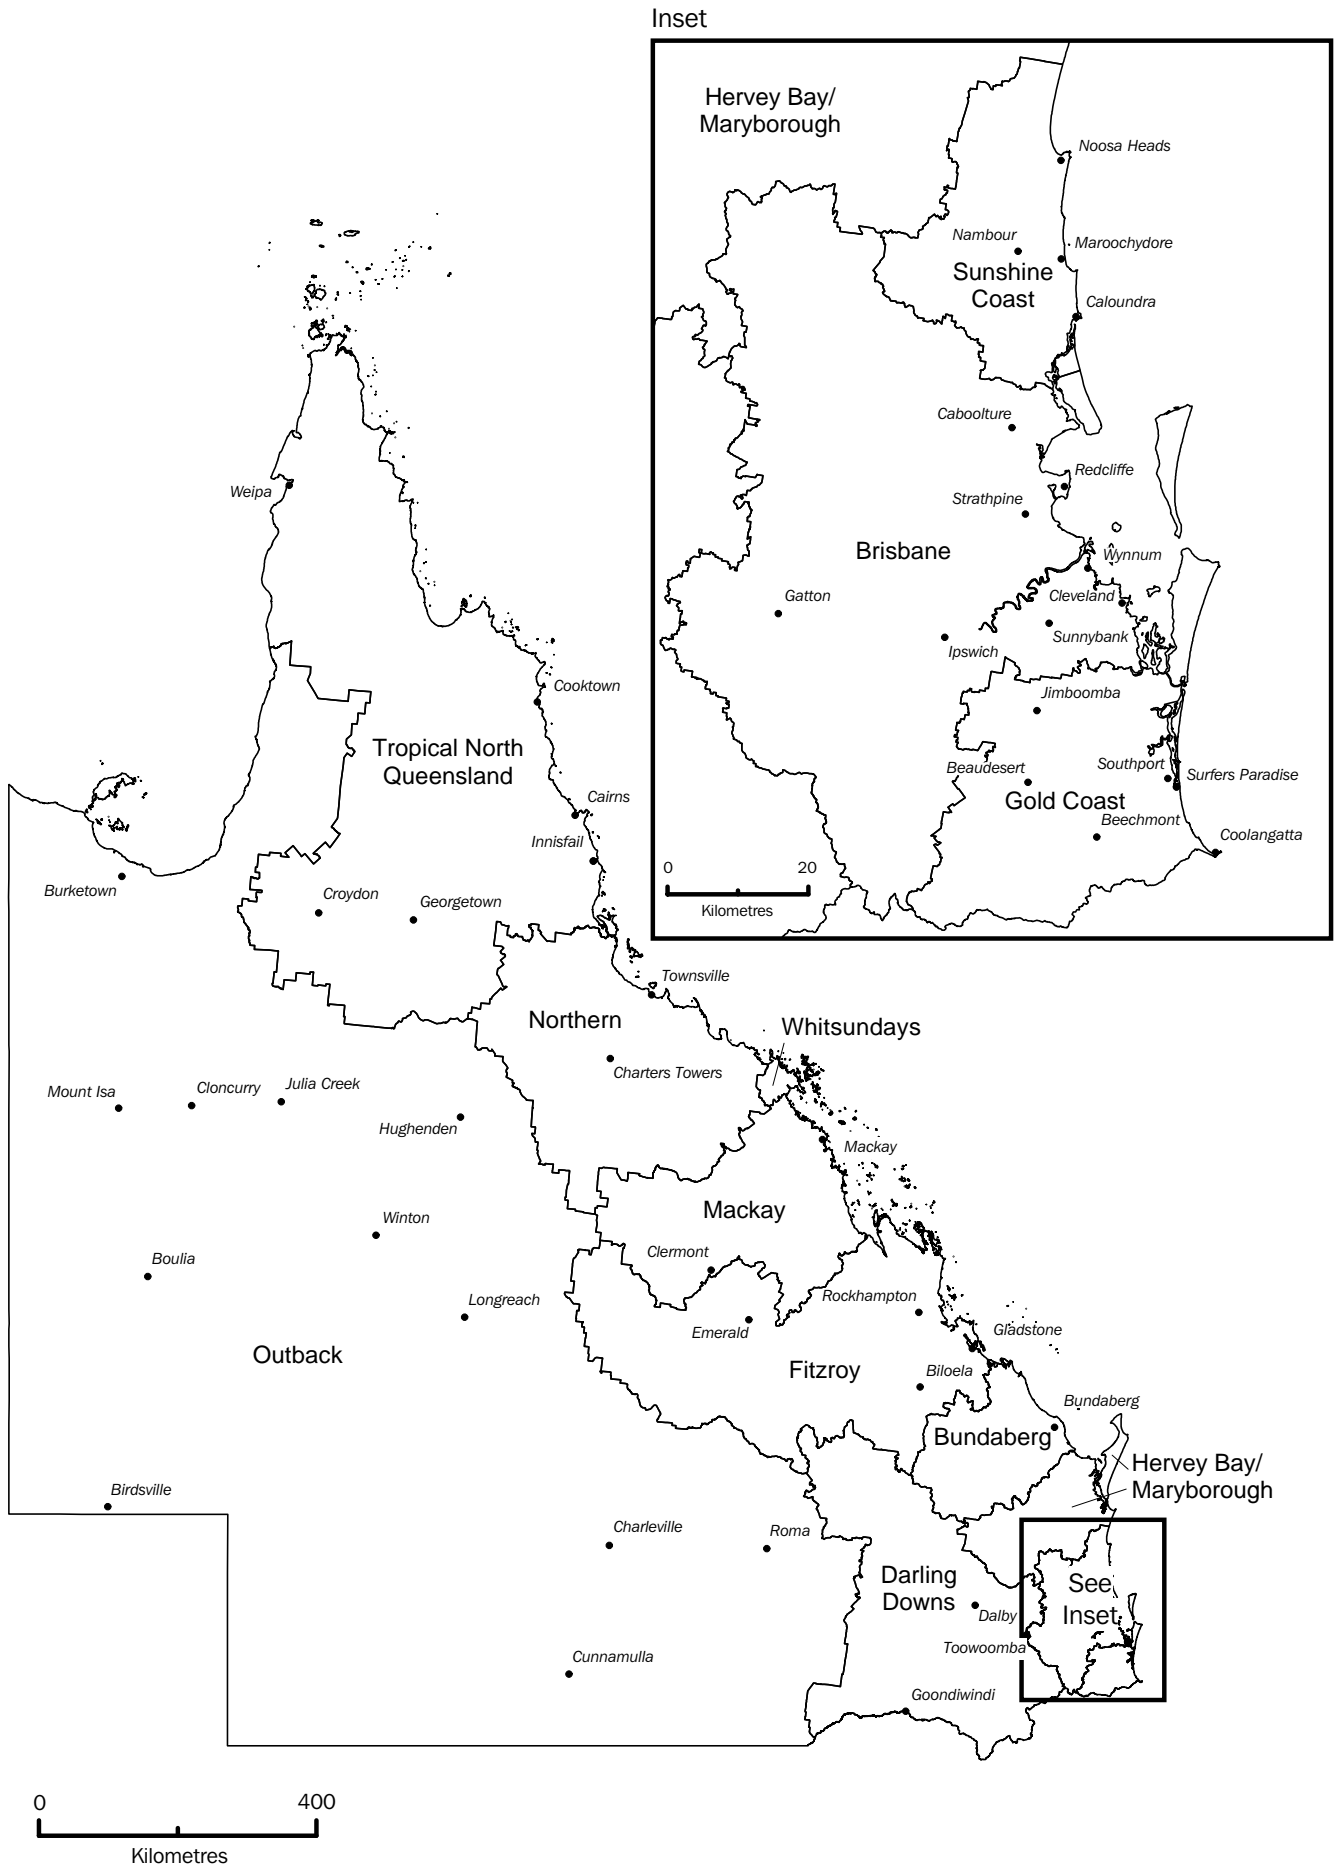 Inset
Hervey Bay/
Maryborough
Noosa Heads
Nambour
Maroochydore
Sunshine
Coast
Caloundra
Caboolture
Redcliffe
Strathpine
Brisbane
Wynnum
Gatton
Cleveland
Sunnybank
Ipswich
Jimboomba
Beaudesert
Southport
Surfers Paradise
Gold Coast
Beechmont
Coolangatta
0 20
Kilometres
Weipa
Cooktown
Tropical North
Queensland
Cairns
Innisfail
Burketown
Croydon
Georgetown
Townsville
Northern
Whitsundays
Charters Towers
Mount Isa
Cloncurry
Julia Creek
Hughenden
Mackay
Mackay
Winton
Clermont
Boulia
Longreach
Rockhampton
Emerald
Gladstone
Outback
Fitzroy
Biloela
Bundaberg
Bundaberg
Hervey Bay/
Maryborough
Birdsville
Charleville
Roma
Darling
Downs
See
Inset
Dalby
Toowoomba
Cunnamulla
Goondiwindi
0 400
Kilometres